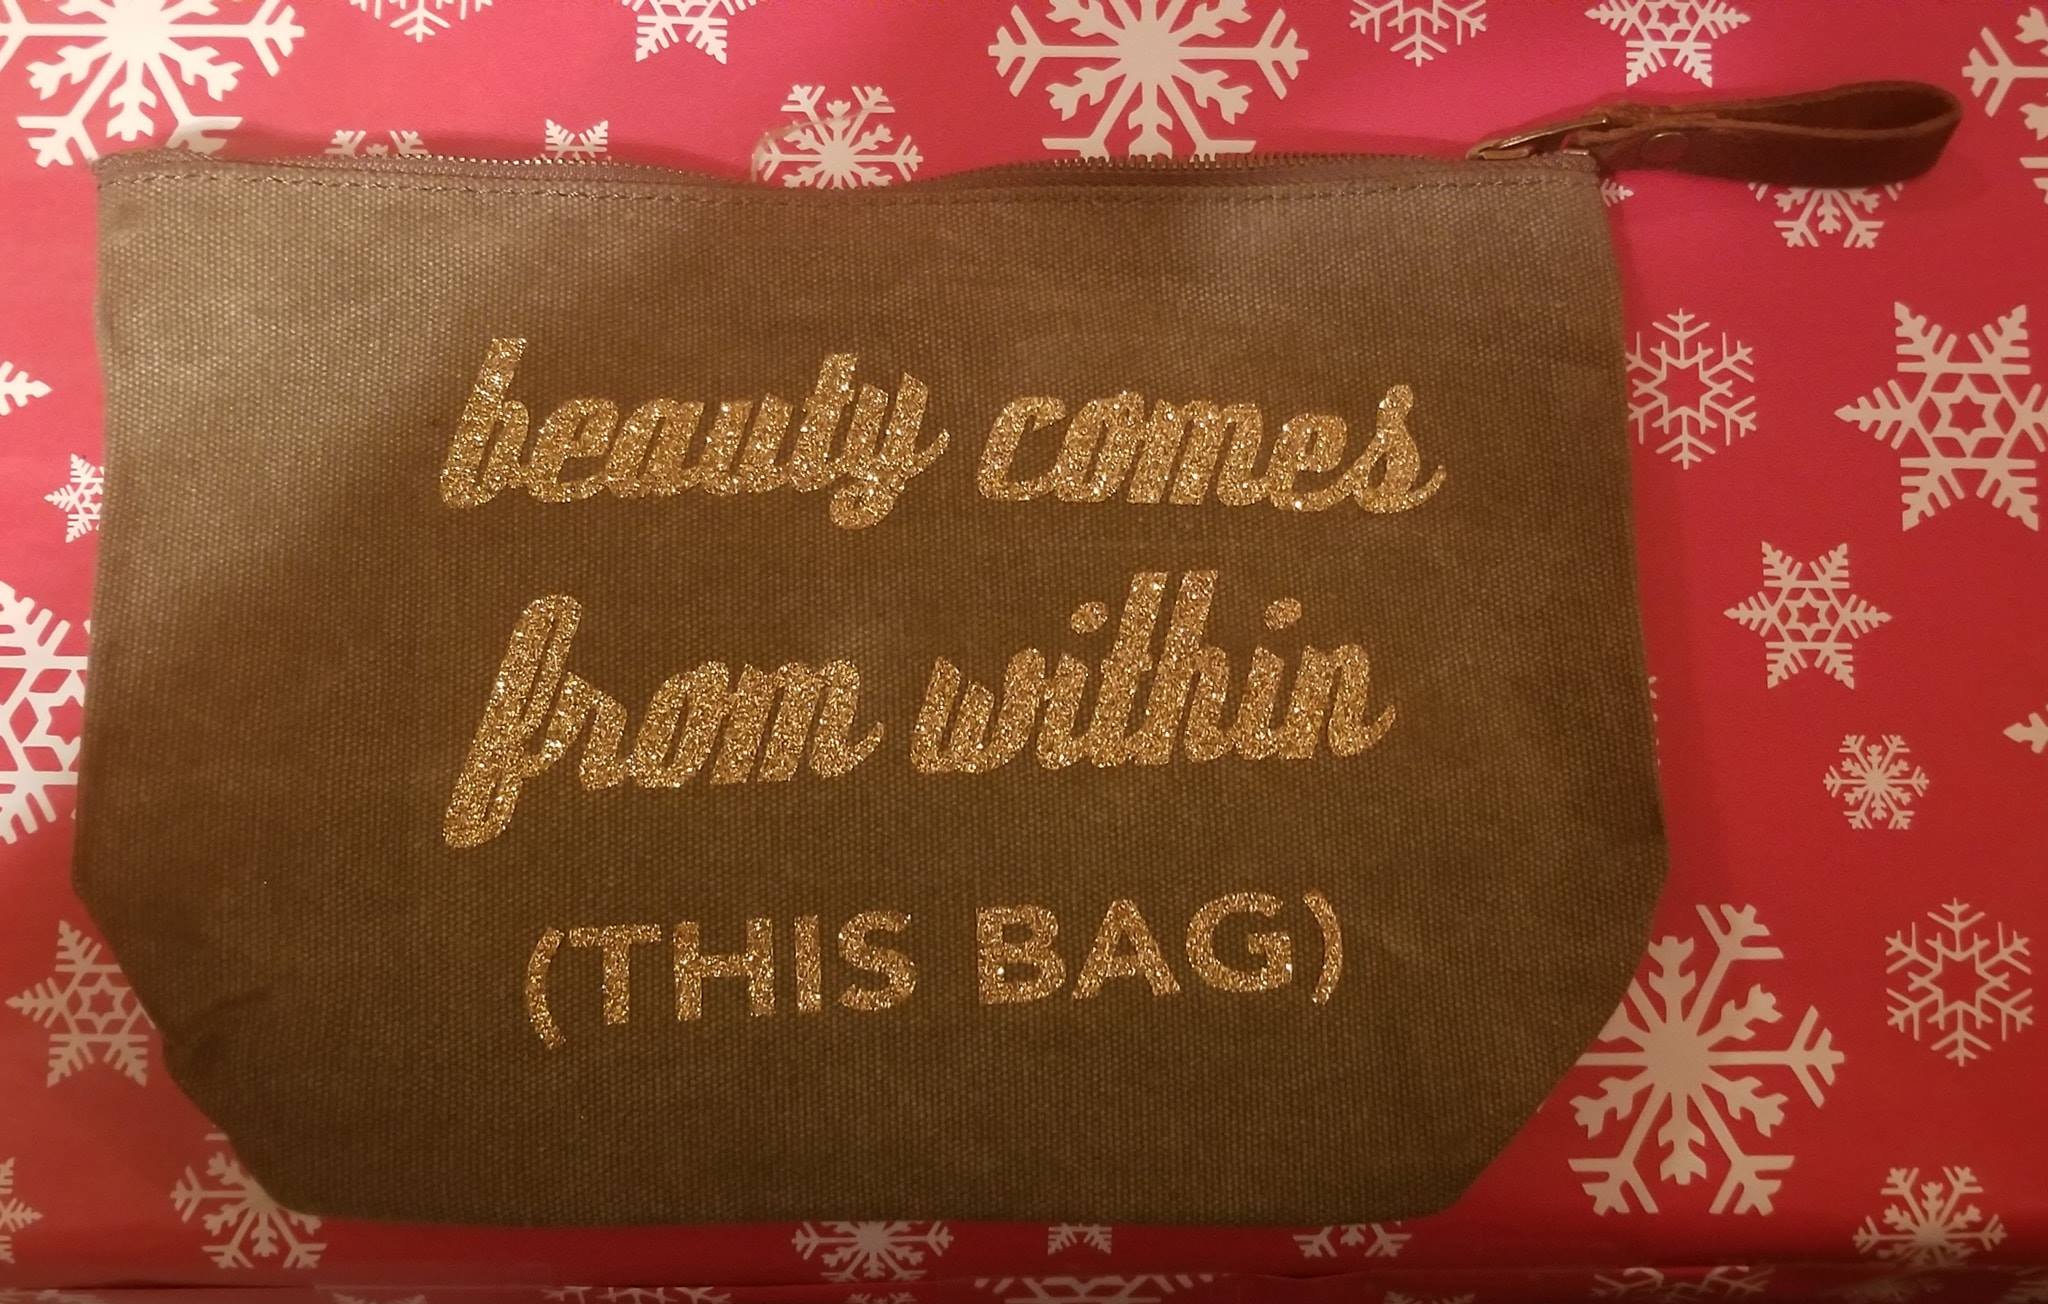 beauty comes
from within
(THIS BAG)